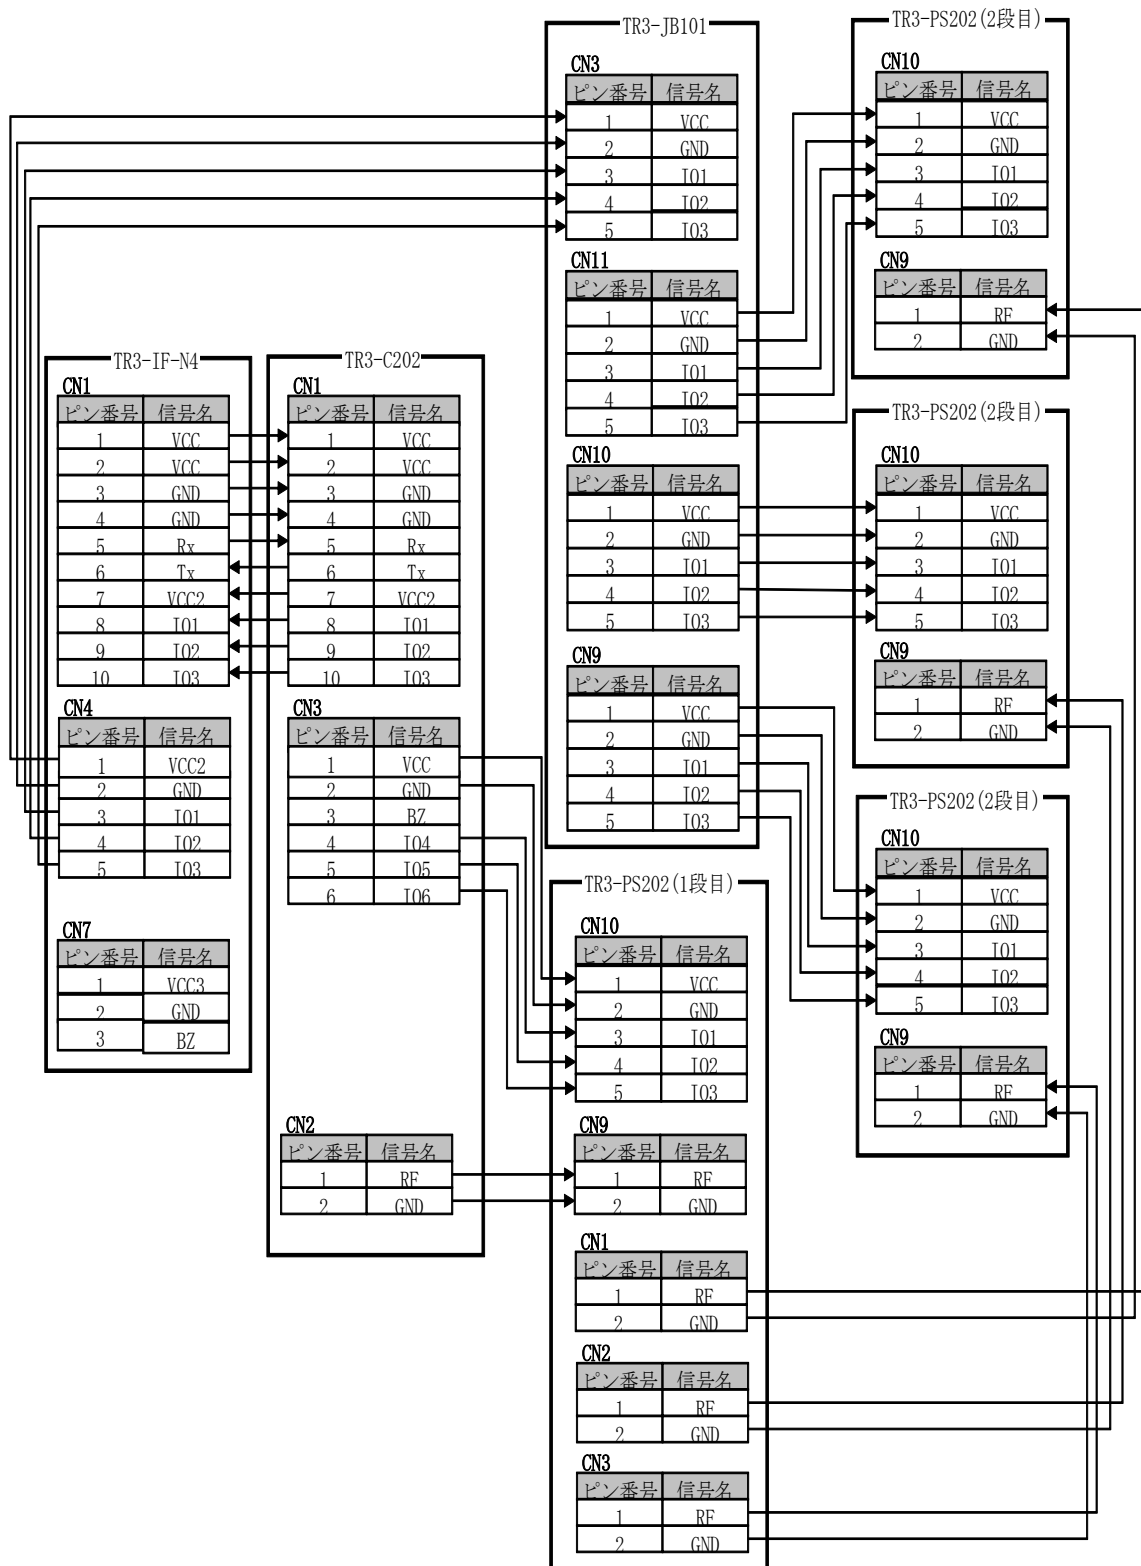 TR3-IF-N4
CN1
ピン番号 信号名
1 VCC
2 VCC
3 GND
4 GND
5 Rx
6 Tx
7 VCC2
8 IO1
9 IO2
10 IO3
CN4
ピン番号 信号名
1 VCC2
2 GND
3 IO1
4 IO2
5 IO3
CN7
ピン番号 信号名
1 VCC3
2 GND
3 BZ
TR3-C202
CN1
ピン番号 信号名
1 VCC
2 VCC
3 GND
4 GND
5 Rx
6 Tx
7 VCC2
8 IO1
9 IO2
10 IO3
CN3
ピン番号 信号名
1 VCC
2 GND
3 BZ
4 IO4
5 IO5
6 IO6
CN2
ピン番号 信号名
1 RF
2 GND
TR3-JB101
CN3
ピン番号 信号名
1 VCC
2 GND
3 IO1
4 IO2
5 IO3
CN11
ピン番号 信号名
1 VCC
2 GND
3 IO1
4 IO2
5 IO3
CN10
ピン番号 信号名
1 VCC
2 GND
3 IO1
4 IO2
5 IO3
CN9
ピン番号 信号名
1 VCC
2 GND
3 IO1
4 IO2
5 IO3
TR3-PS202(1段目)
CN10
ピン番号 信号名
1 VCC
2 GND
3 IO1
4 IO2
5 IO3
CN9
ピン番号 信号名
1 RF
2 GND
CN1
ピン番号 信号名
1 RF
2 GND
CN2
ピン番号 信号名
1 RF
2 GND
CN3
ピン番号 信号名
1 RF
2 GND
TR3-PS202(2段目)
CN10
ピン番号 信号名
1 VCC
2 GND
3 IO1
4 IO2
5 IO3
CN9
ピン番号 信号名
1 RF
2 GND
TR3-PS202(2段目)
CN10
ピン番号 信号名
1 VCC
2 GND
3 IO1
4 IO2
5 IO3
CN9
ピン番号 信号名
1 RF
2 GND
TR3-PS202(2段目)
CN10
ピン番号 信号名
1 VCC
2 GND
3 IO1
4 IO2
5 IO3
CN9
ピン番号 信号名
1 RF
2 GND